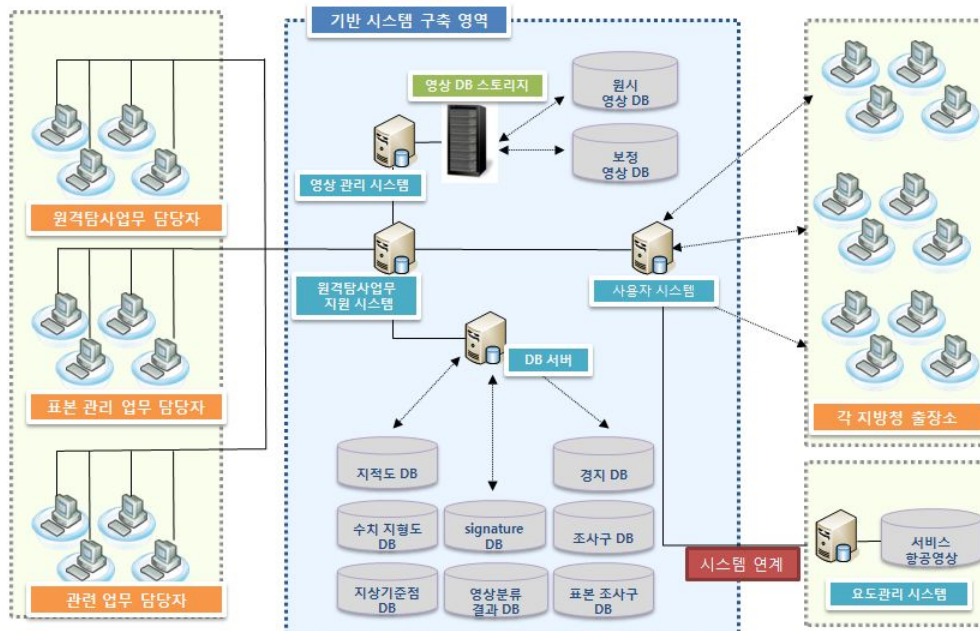 기반 시스템 구축 영역
영상 DB 스토리지
원시
영상 DB
보정
영상 DB
영상 관리 시스템
원격탐사업무 담당자
원격탐사업무
지원 시스템
사용자 시스템
DB 서버
표본 관리 업무 담당자
각 지방청 출장소
지적도 DB
경지 DB
수치 지형도
DB
signature
DB
조사구 DB
지상기준점
DB
영상분류
결과 DB
표본 조사구
DB
관련 업무 담당자
시스템 연계
서비스
항공영상
요도관리 시스템